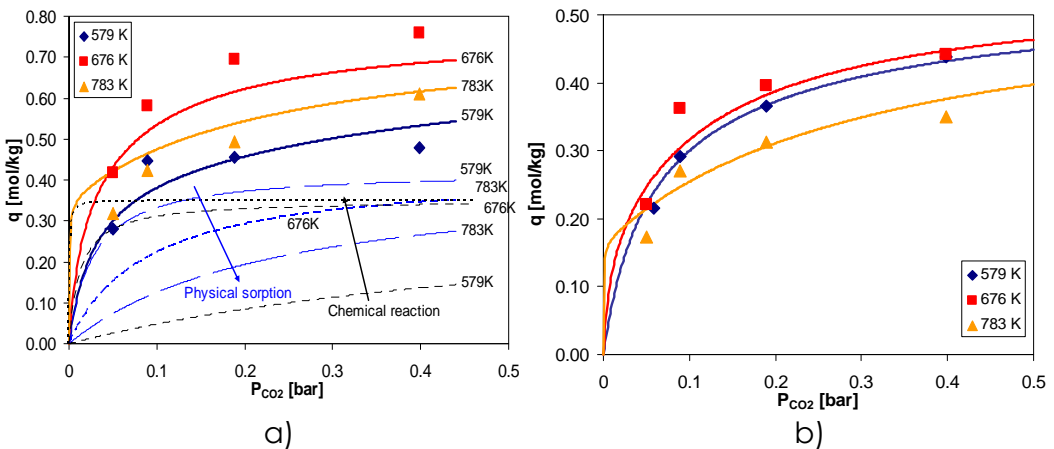 0.80
0.70
0.60
0.50
0.40
0.30
0.20
0.10
0.00
q [mol/kg]
579 K
676 K
783 K
676K
783K
579K
579K
783K
676K
676K
783K
579K
Physical sorption
Chemical reaction
0 0.1 0.2 0.3 0.4 0.5
P_CO2 [bar]
a)
0.50
0.40
0.30
0.20
0.10
0.00
q [mol/kg]
579 K
676 K
783 K
0 0.1 0.2 0.3 0.4 0.5
P_CO2 [bar]
b)